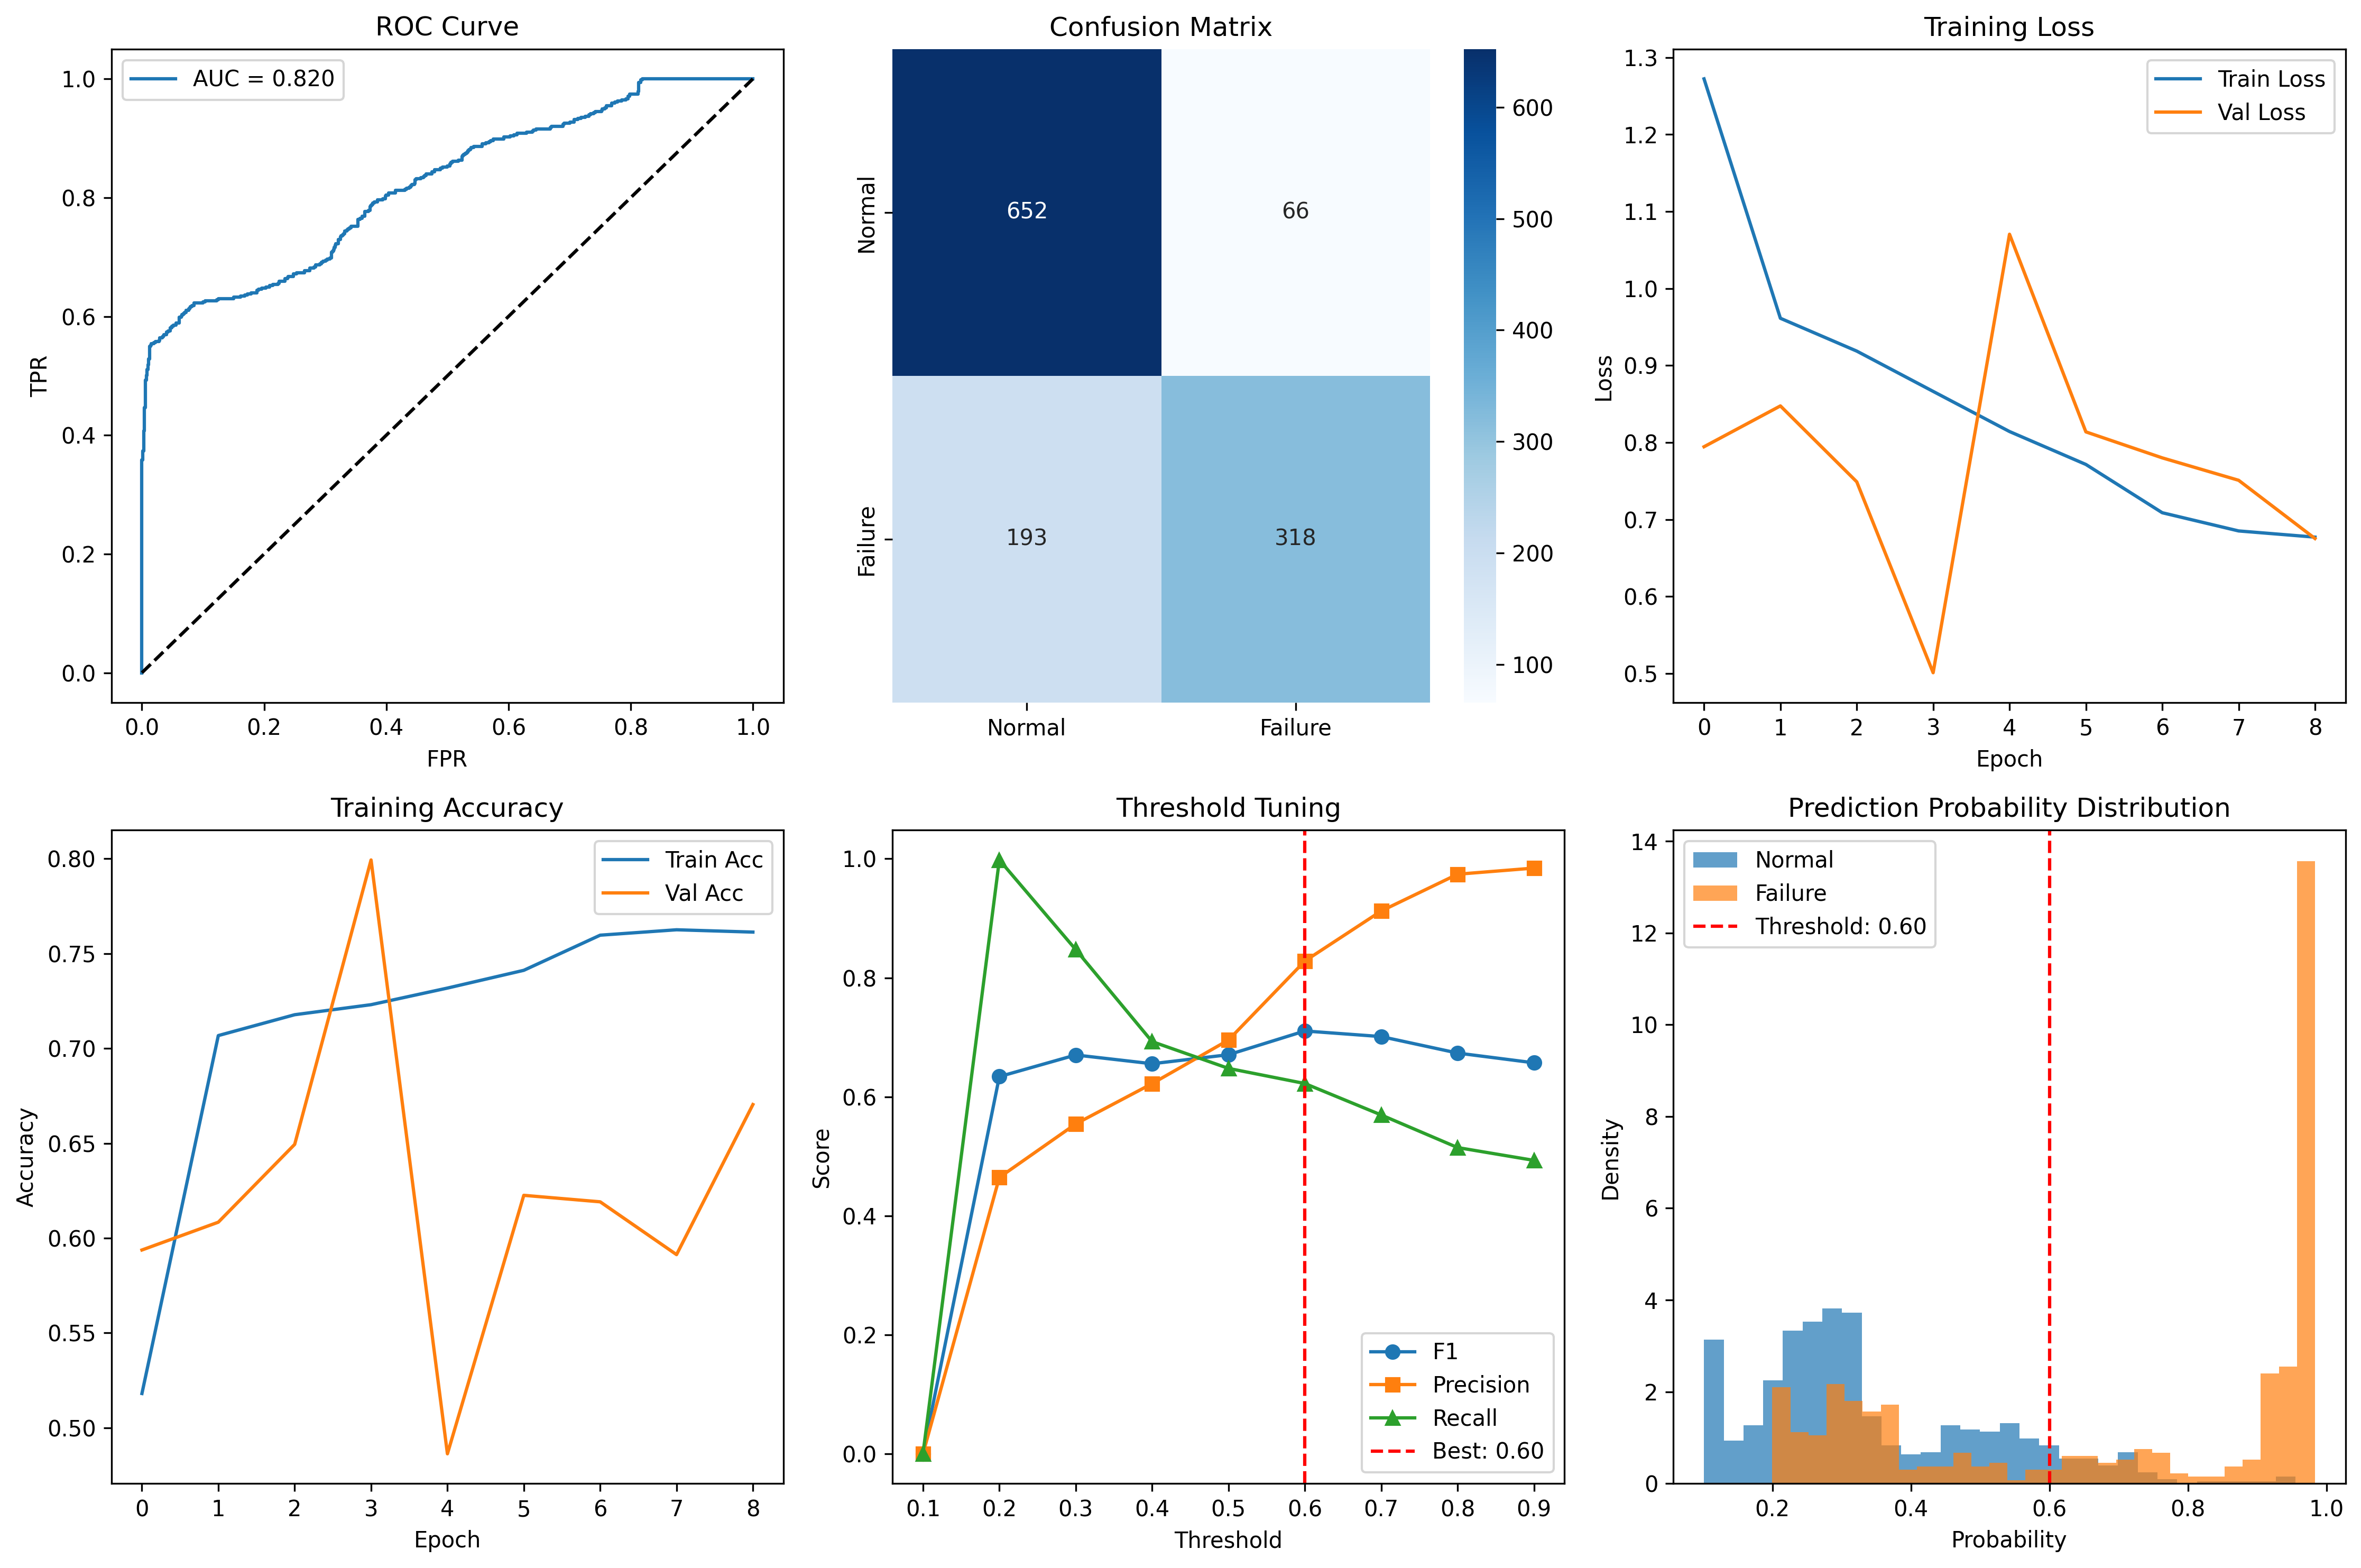 ROC Curve
AUC = 0.820
1.0
0.8
0.6
0.4
0.2
0.0
TPR
0.0 0.2 0.4 0.6 0.8 1.0
FPR
Confusion Matrix
Normal
Failure
652 66
193 318
Normal Failure
600
500
400
300
200
100
Training Loss
Train Loss
Val Loss
1.3
1.2
1.1
1.0
0.9
0.8
0.7
0.6
0.5
Loss
0 1 2 3 4 5 6 7 8
Epoch
Training Accuracy
Train Acc
Val Acc
0.80
0.75
0.70
0.65
0.60
0.55
0.50
Accuracy
0 1 2 3 4 5 6 7 8
Epoch
Threshold Tuning
1.0
0.8
0.6
0.4
0.2
0.0
Score
F1
Precision
Recall
Best: 0.60
0.1 0.2 0.3 0.4 0.5 0.6 0.7 0.8 0.9
Threshold
Prediction Probability Distribution
Normal
Failure
Threshold: 0.60
14
12
10
8
6
4
2
0
Density
0.2 0.4 0.6 0.8 1.0
Probability